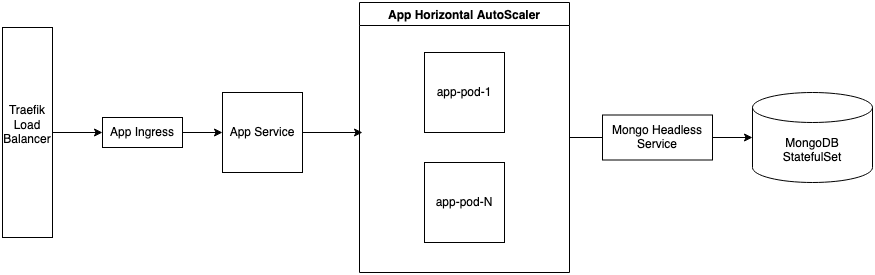 Traefik
Load
Balancer
App Ingress
App Service
App Horizontal AutoScaler
app-pod-1
app-pod-N
Mongo Headless
Service
MongoDB
StatefulSet